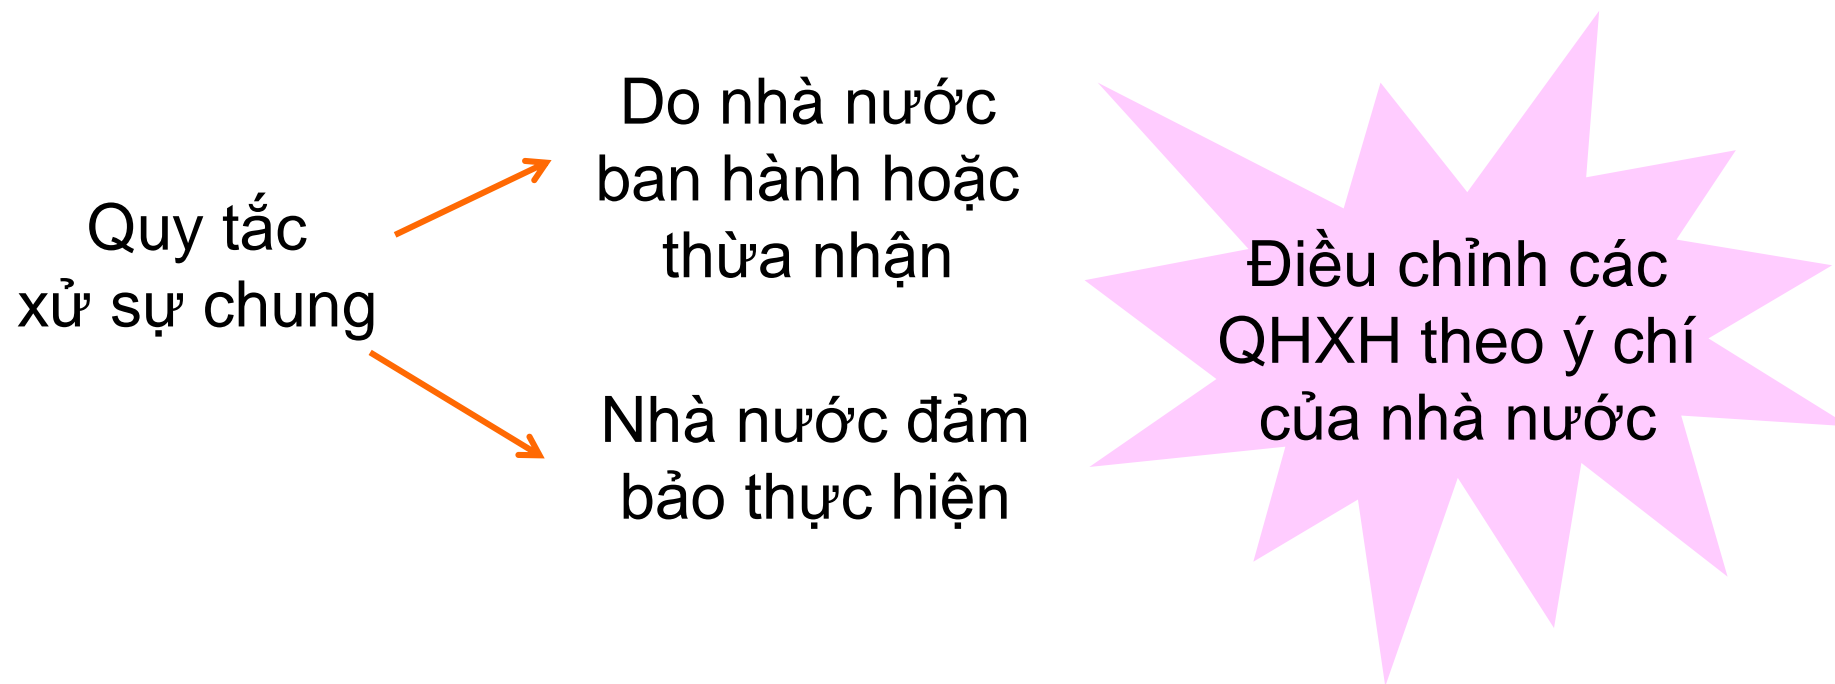 Quy tắc
xử sự chung
Do nhà nước
ban hành hoặc
thừa nhận
Nhà nước đảm
bảo thực hiện
Điều chỉnh các
QHXH theo ý chí
của nhà nước